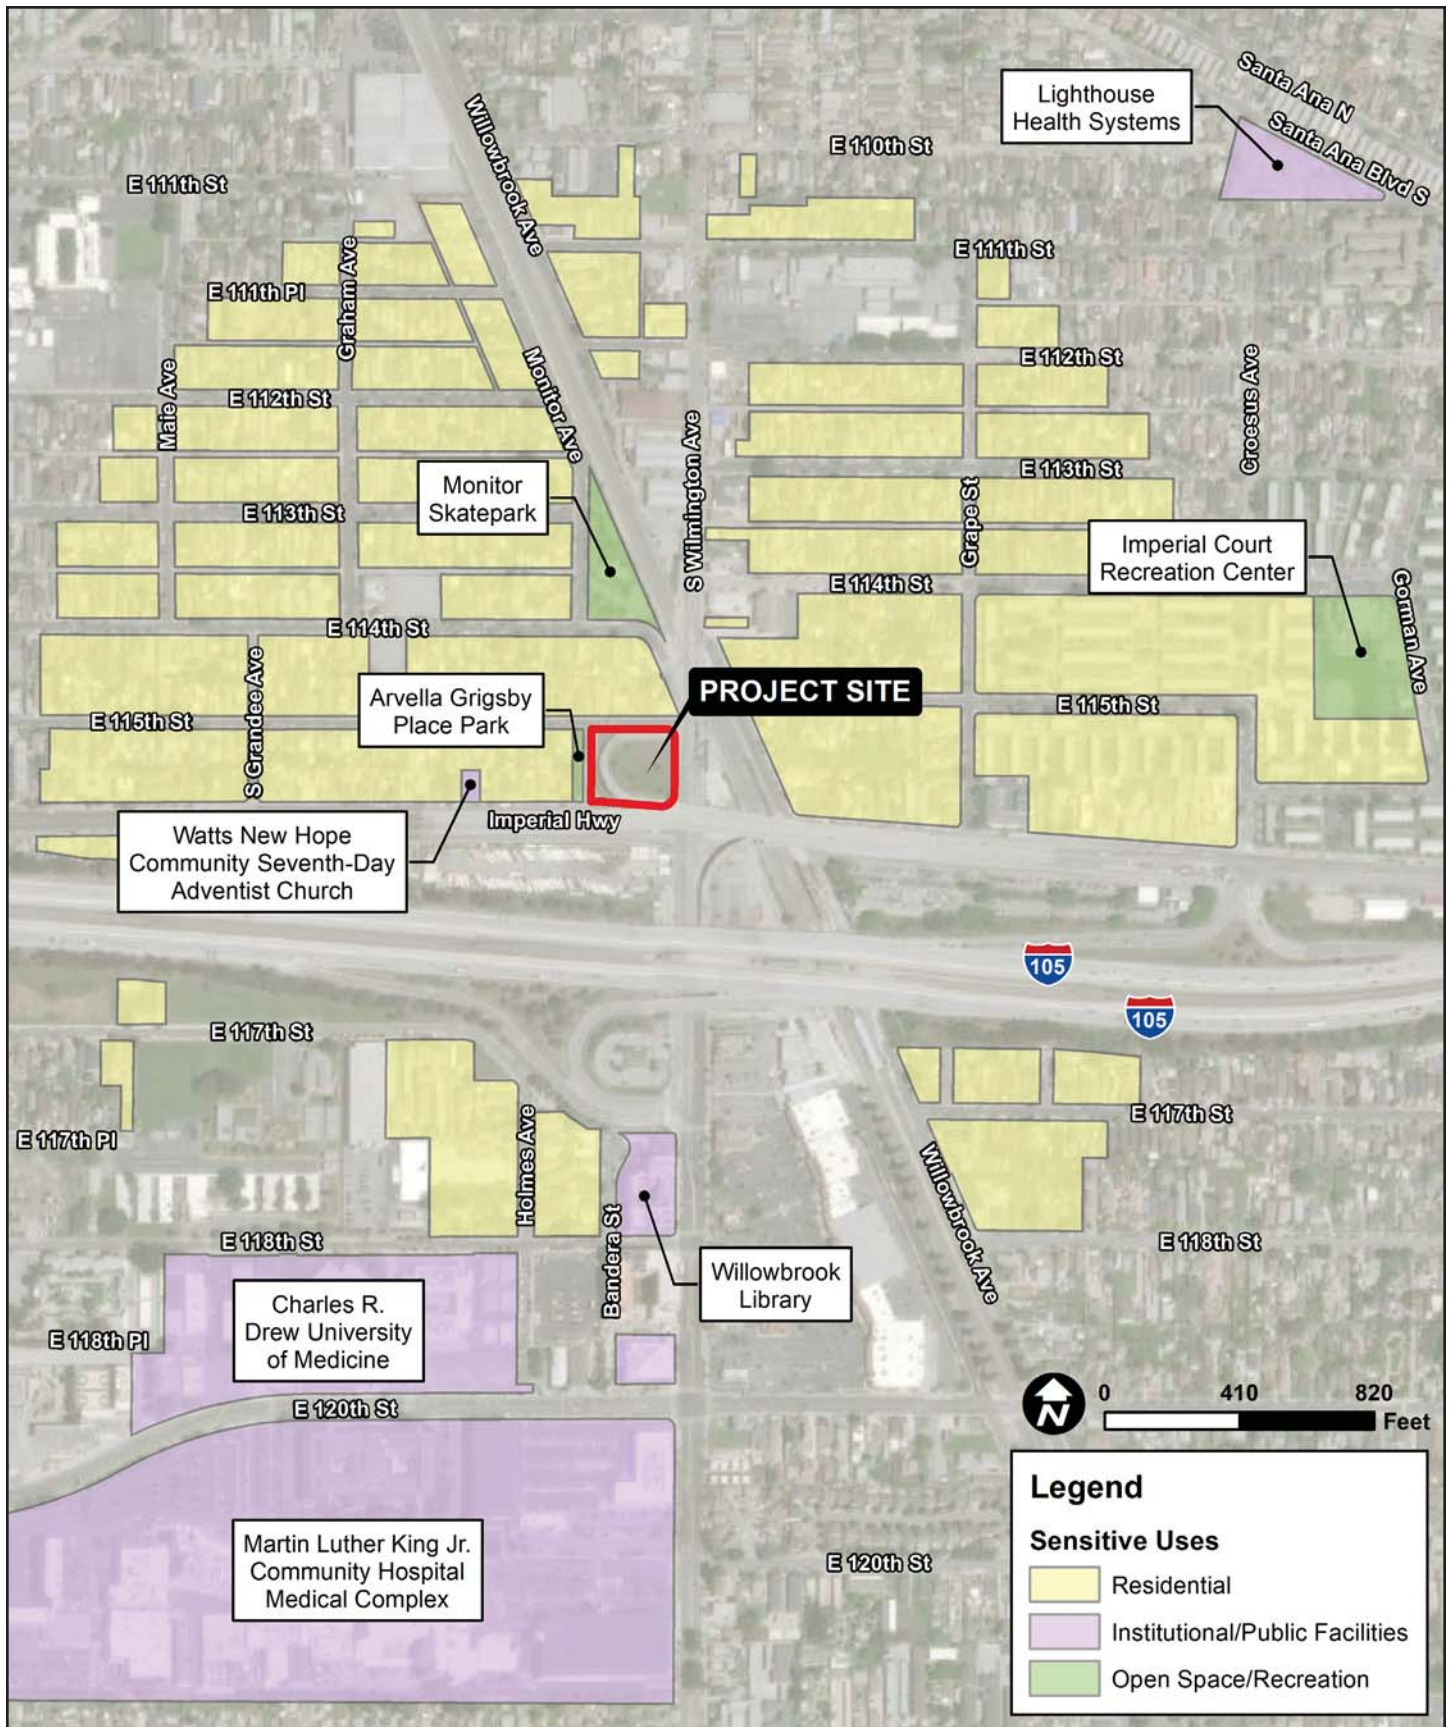 Santa Ana N
Lighthouse
Health Systems
Santa Ana Blvd S
Willowbrook Ave
E 110th St
E 111th St
E 111th St
Graham Ave
E 111th Pl
Monitor Ave
E 112th St
Croesus Ave
Maie Ave
E 112th St
S Wilmington Ave
E 113th St
Monitor
Skatepark
Grape St
E 113th St
Imperial Court
Recreation Center
E 114th St
Gorman Ave
E 114th St
S Grandee Ave
PROJECT SITE
Arvella Grigsby
Place Park
E 115th St
E 115th St
Imperial Hwy
Watts New Hope
Community Seventh-Day
Adventist Church
105
105
E 117th St
E 117th St
E 117th Pl
Holmes Ave
Willowbrook Ave
E 118th St
E 118th St
Bandera St
Willowbrook
Library
Charles R.
Drew University
of Medicine
E 118th Pl
N
0 410 820
Feet
E 120th St
Legend
Sensitive Uses
Residential
Institutional/Public Facilities
Open Space/Recreation
Martin Luther King Jr.
Community Hospital
Medical Complex
E 120th St